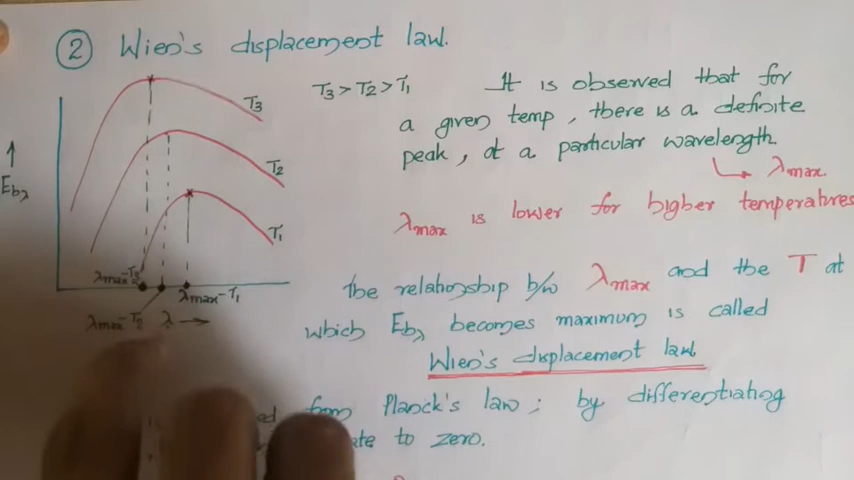 ② Wien's displacement law.
T₃ > T₂ > T₁
It is observed that for
a given temp, there is a definite
peak, at a particular wavelength.
λmax.
λmax is lower for higher temperatures
the relationship b/w λmax and the T at
which Ebλ becomes maximum is called
Wien's displacement law
from Planck's law; by differentiating
to zero.
Ebλ
T₃
T₂
T₁
λmax-T₃
λmax-T₁
λmax-T₂ λ →